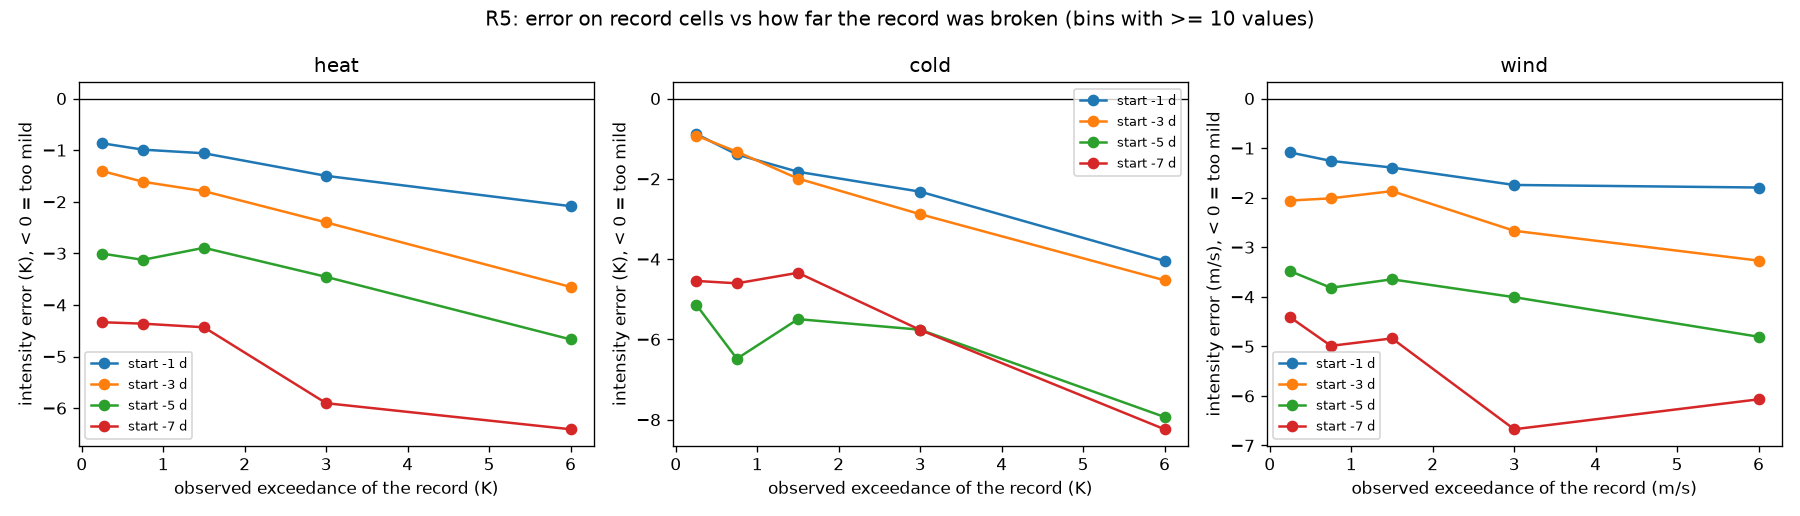 R5: error on record cells vs how far the record was broken (bins with >= 10 values)
heat
intensity error (K), < 0 = too mild
0
−1
−2
−3
−4
−5
−6
start -1 d
start -3 d
start -5 d
start -7 d
0 1 2 3 4 5 6
observed exceedance of the record (K)
cold
intensity error (K), < 0 = too mild
0
−2
−4
−6
−8
start -1 d
start -3 d
start -5 d
start -7 d
0 1 2 3 4 5 6
observed exceedance of the record (K)
wind
intensity error (m/s), < 0 = too mild
0
−1
−2
−3
−4
−5
−6
−7
start -1 d
start -3 d
start -5 d
start -7 d
0 1 2 3 4 5 6
observed exceedance of the record (m/s)